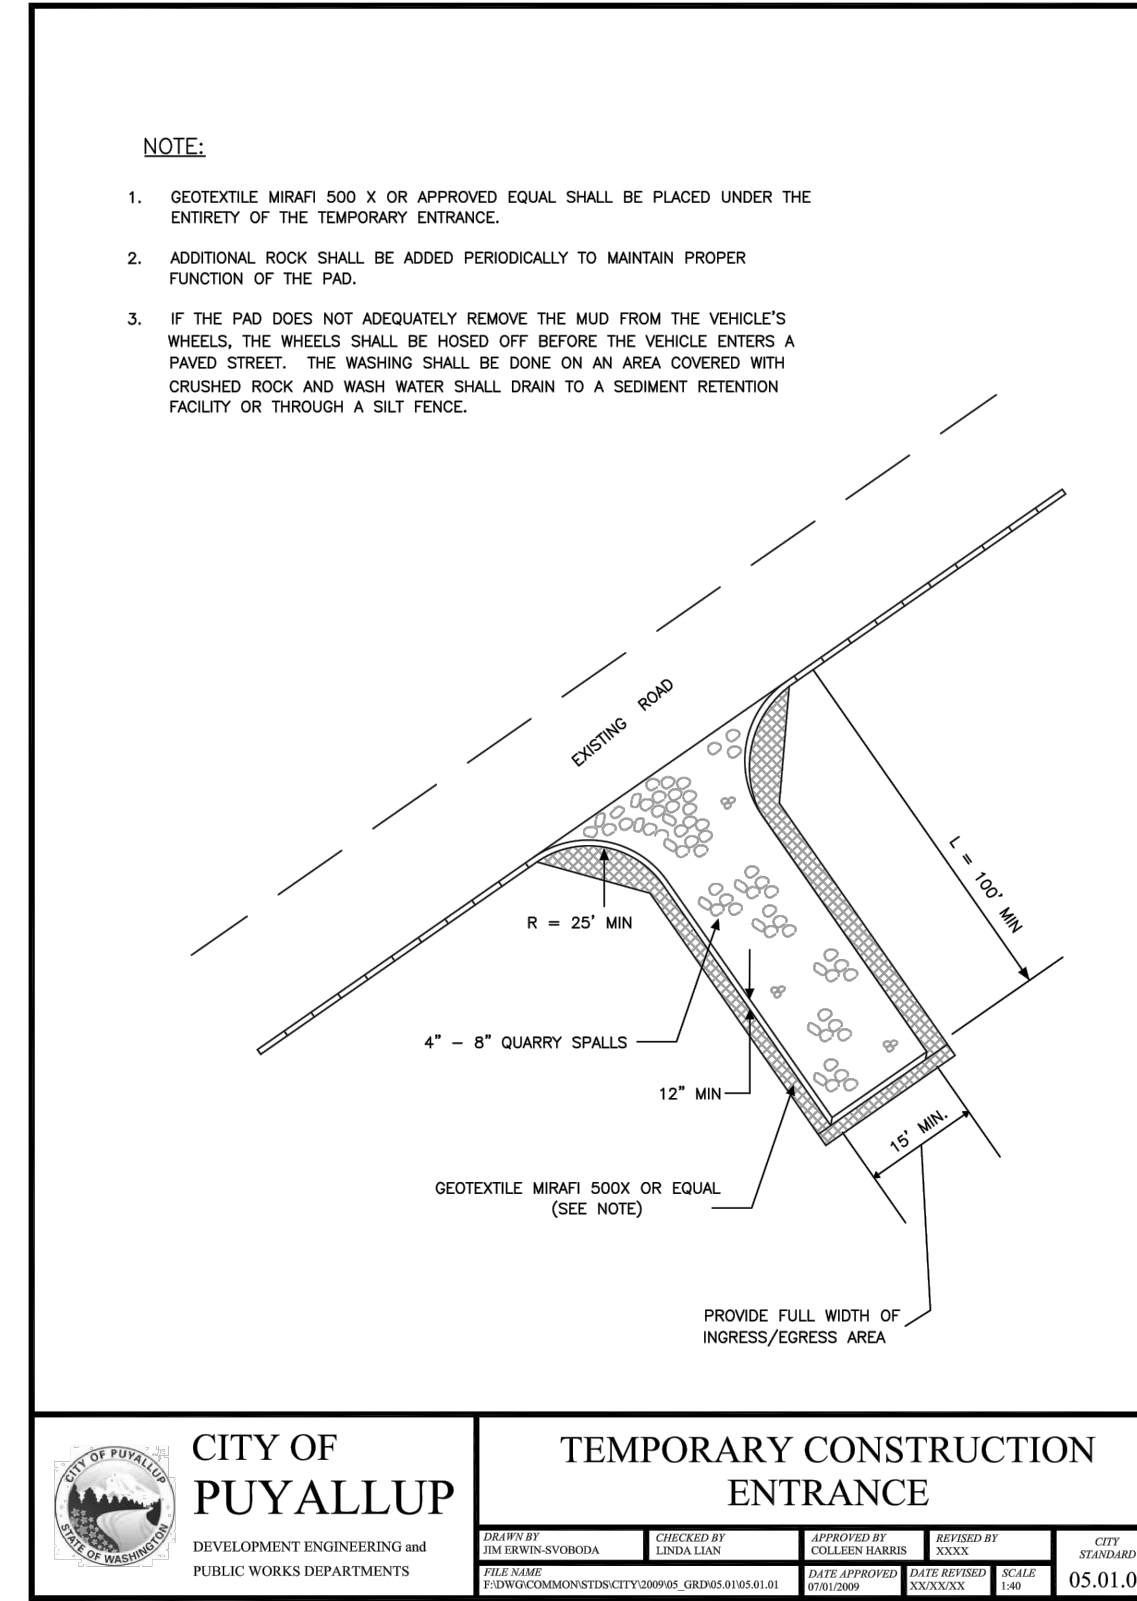 NOTE:
1. GEOTEXTILE MIRAFI 500 X OR APPROVED EQUAL SHALL BE PLACED UNDER THE
ENTIRETY OF THE TEMPORARY ENTRANCE.
2. ADDITIONAL ROCK SHALL BE ADDED PERIODICALLY TO MAINTAIN PROPER
FUNCTION OF THE PAD.
3. IF THE PAD DOES NOT ADEQUATELY REMOVE THE MUD FROM THE VEHICLE'S
WHEELS, THE WHEELS SHALL BE HOSED OFF BEFORE THE VEHICLE ENTERS A
PAVED STREET. THE WASHING SHALL BE DONE ON AN AREA COVERED WITH
CRUSHED ROCK AND WASH WATER SHALL DRAIN TO A SEDIMENT RETENTION
FACILITY OR THROUGH A SILT FENCE.
EXISTING ROAD
L = 100' MIN
R = 25' MIN
4" – 8" QUARRY SPALLS
12" MIN
15' MIN.
GEOTEXTILE MIRAFI 500X OR EQUAL
(SEE NOTE)
PROVIDE FULL WIDTH OF
INGRESS/EGRESS AREA
CITY OF PUYALLUP
STATE OF WASHINGTON
CITY OF
PUYALLUP
DEVELOPMENT ENGINEERING and
PUBLIC WORKS DEPARTMENTS
TEMPORARY CONSTRUCTION
ENTRANCE
DRAWN BY
JIM ERWIN-SVOBODA
CHECKED BY
LINDA LIAN
APPROVED BY
COLLEEN HARRIS
REVISED BY
XXXX
FILE NAME
F:\DWG\COMMON\STDS\CITY\2009\05_GRD\05.01\05.01.01
DATE APPROVED
07/01/2009
DATE REVISED
XX/XX/XX
SCALE
1:40
CITY
STANDARD
05.01.0